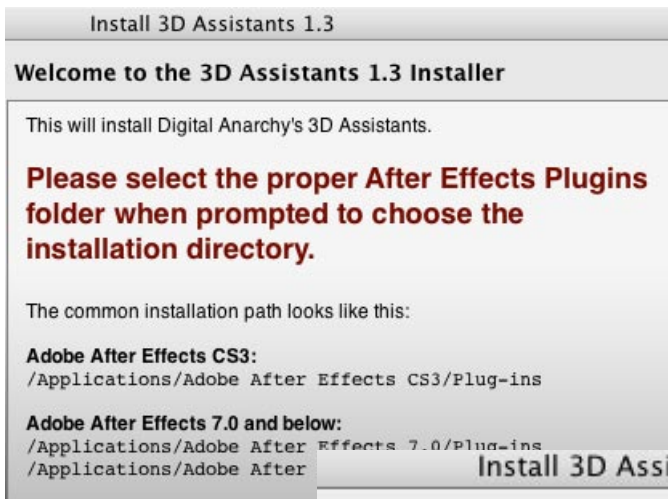 Install 3D Assistants 1.3
Welcome to the 3D Assistants 1.3 Installer
This will install Digital Anarchy's 3D Assistants.
Please select the proper After Effects Plugins
folder when prompted to choose the
installation directory.
The common installation path looks like this:
Adobe After Effects CS3:
/Applications/Adobe After Effects CS3/Plug-ins
Adobe After Effects 7.0 and below:
/Applications/Adobe After Effects 7.0/Plug-ins
/Applications/Adobe After
Install 3D Assi